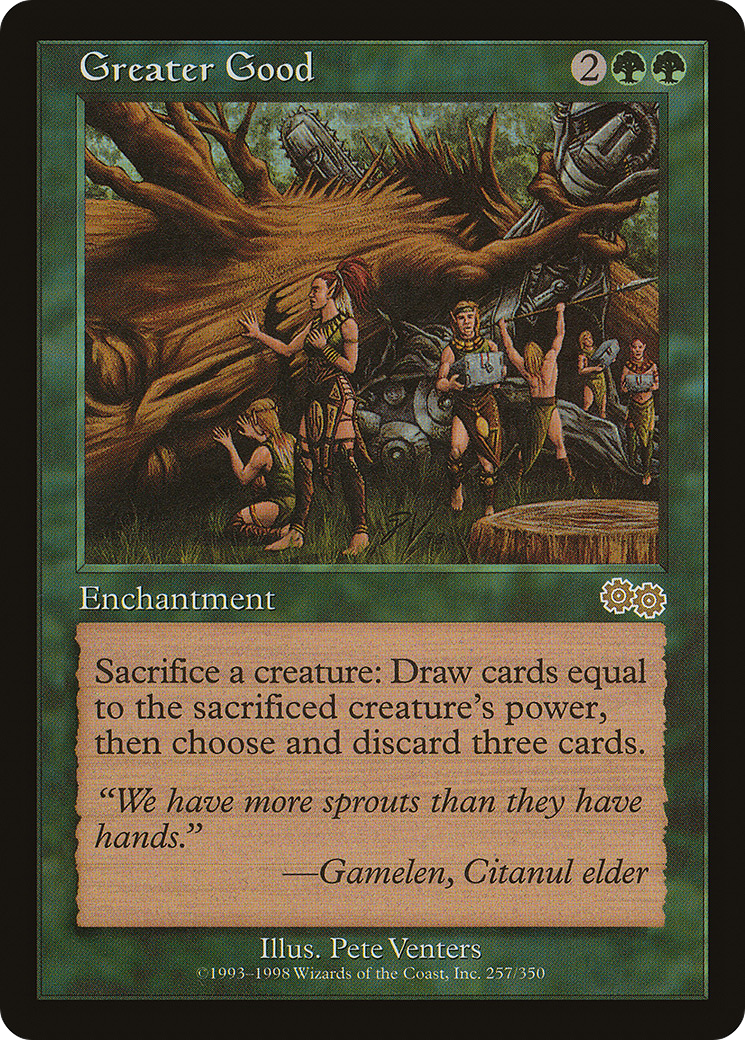 Greater Good
2
Enchantment
Sacrifice a creature: Draw cards equal
to the sacrificed creature's power,
then choose and discard three cards.
“We have more sprouts than they have
hands.”
—Gamelen, Citanul elder
Illus. Pete Venters
©1993–1998 Wizards of the Coast, Inc. 257/350